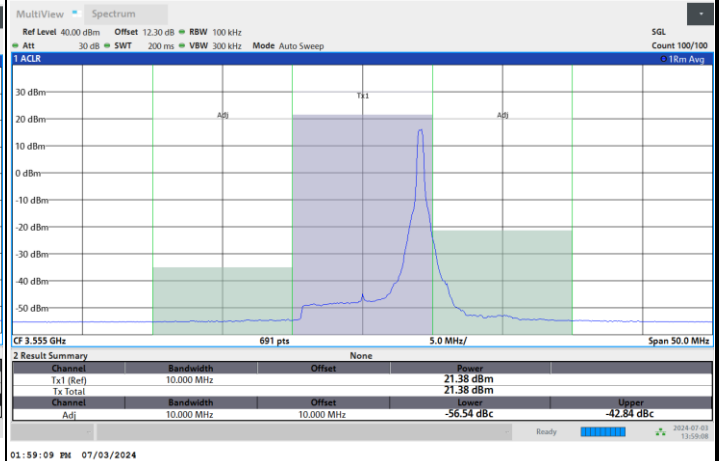 MultiView Spectrum
Ref Level 40.00 dBm Offset 12.30 dB RBW 100 kHz SGL
Att 30 dB SWT 200 ms VBW 300 kHz Mode Auto Sweep Count 100/100
1 ACLR 1Rm Avg
30 dBm
Tx1
20 dBm Adj Adj
10 dBm
0 dBm
-10 dBm
-20 dBm
-30 dBm
-40 dBm
-50 dBm
CF 3.555 GHz 691 pts 5.0 MHz/ Span 50.0 MHz
2 Result Summary None
Channel Bandwidth Offset Power
Tx1 (Ref) 10.000 MHz 21.38 dBm
Tx Total 21.38 dBm
Channel Bandwidth Offset Lower Upper
Adj 10.000 MHz 10.000 MHz -56.54 dBc -42.84 dBc
Ready 2024-07-03
13:59:08
01:59:09 PM 07/03/2024